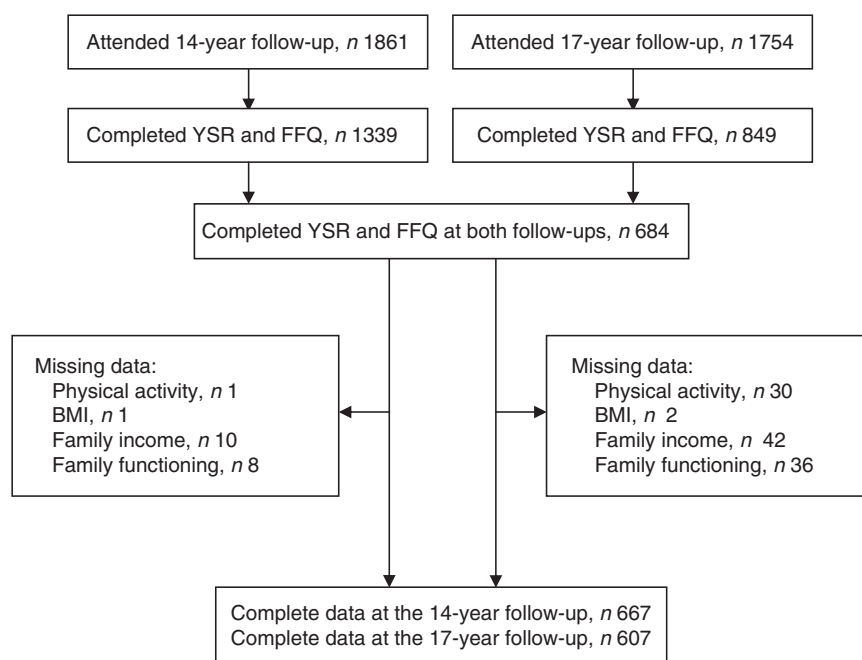 Attended 14-year follow-up, n 1861
Attended 17-year follow-up, n 1754
Completed YSR and FFQ, n 1339
Completed YSR and FFQ, n 849
Completed YSR and FFQ at both follow-ups, n 684
Missing data:
Physical activity, n 1
BMI, n 1
Family income, n 10
Family functioning, n 8
Missing data:
Physical activity, n 30
BMI, n 2
Family income, n 42
Family functioning, n 36
Complete data at the 14-year follow-up, n 667
Complete data at the 17-year follow-up, n 607